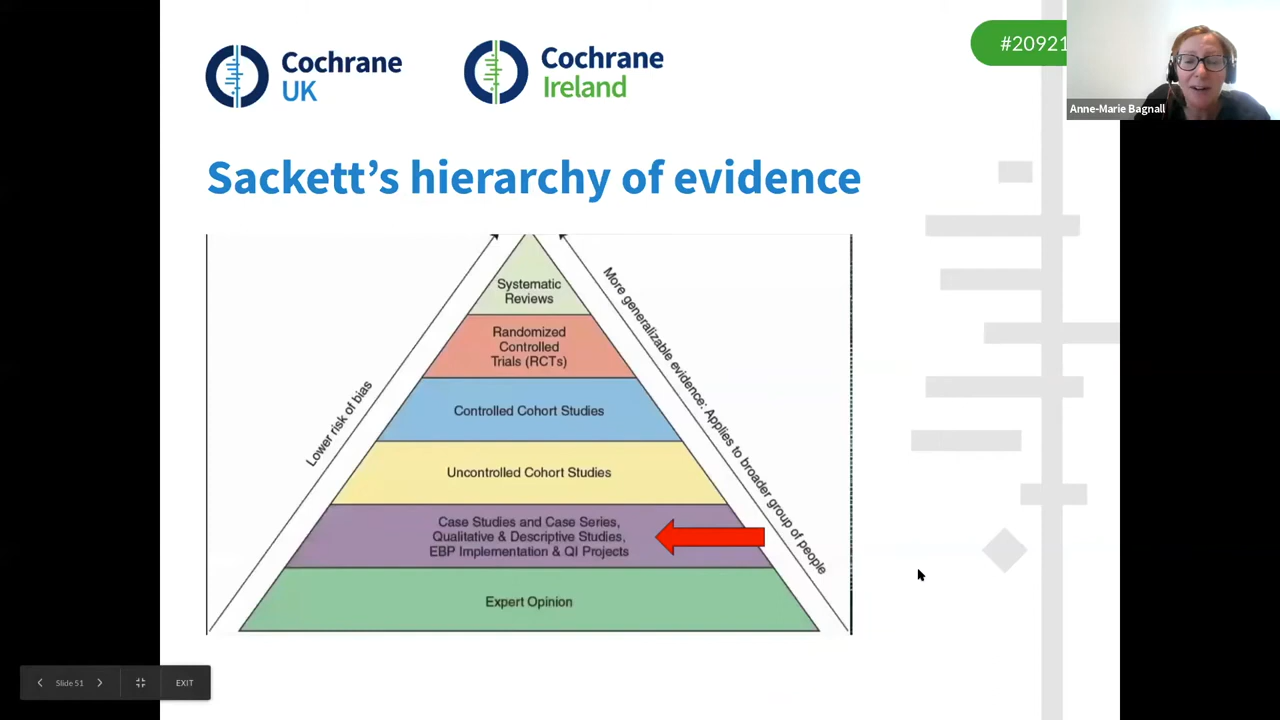 Cochrane
UK
Cochrane
Ireland
#20921
Anne-Marie Bagnall
Sackett's hierarchy of evidence
Systematic
Reviews
Randomized
Controlled
Trials (RCTs)
Controlled Cohort Studies
Uncontrolled Cohort Studies
Case Studies and Case Series,
Qualitative & Descriptive Studies,
EBP Implementation & QI Projects
Expert Opinion
Lower risk of bias
More generalizable evidence: Applies to broader group of people
Slide 51
EXIT